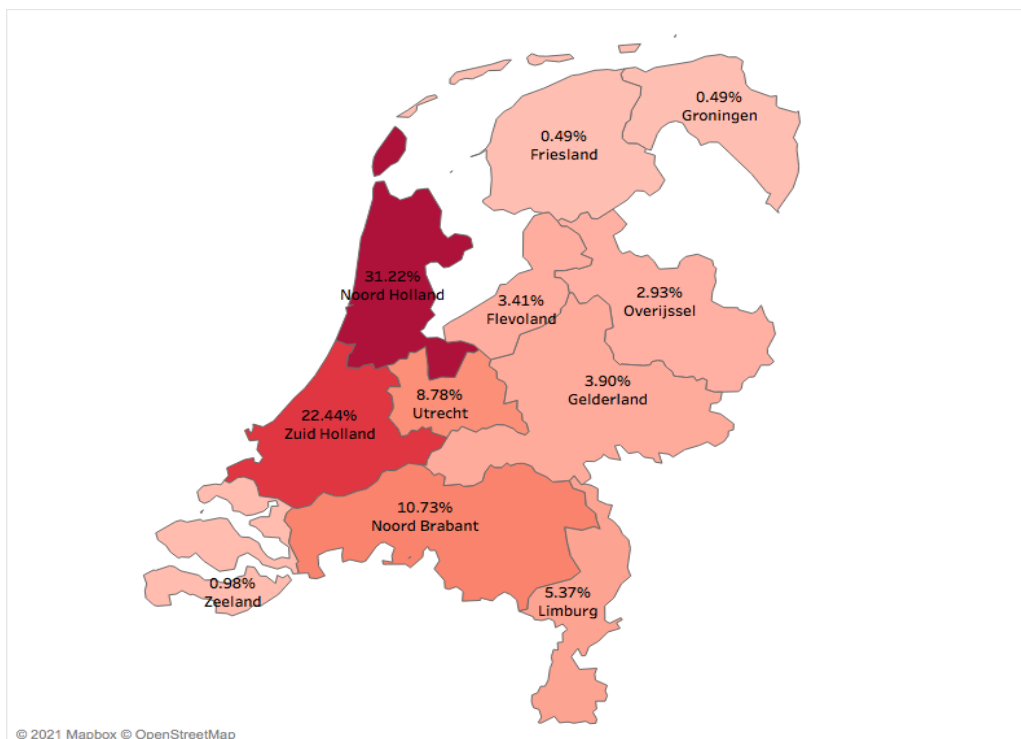 0.49%
Groningen
0.49%
Friesland
31.22%
Noord Holland
3.41%
Flevoland
2.93%
Overijssel
3.90%
Gelderland
8.78%
Utrecht
22.44%
Zuid Holland
10.73%
Noord Brabant
0.98%
Zeeland
5.37%
Limburg
© 2021 Mapbox © OpenStreetMap